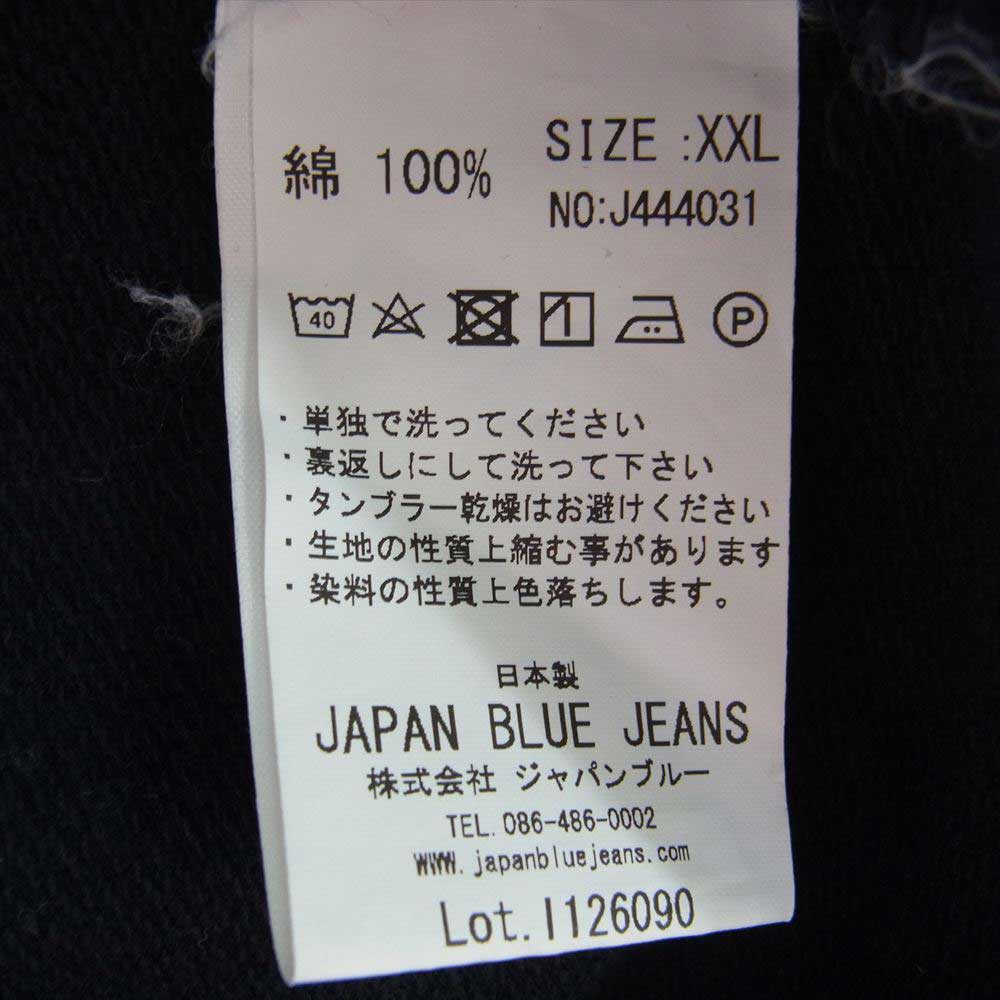 綿 100%
SIZE :XXL
NO:J444031
40 P
・単独で洗ってください
・裏返しにして洗って下さい
・タンブラー乾燥はお避けください
・生地の性質上縮む事があります
・染料の性質上色落ちします。
日本製
JAPAN BLUE JEANS
株式会社 ジャパンブルー
TEL. 086-486-0002
www.japanbluejeans.com
Lot.I126090